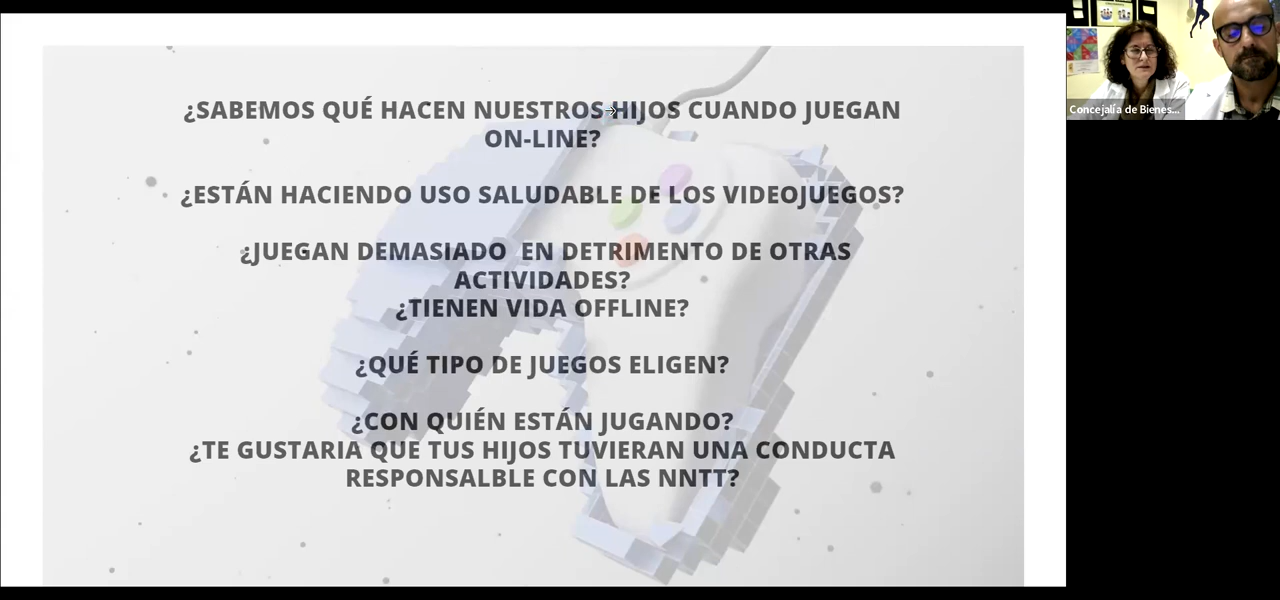 ¿SABEMOS QUÉ HACEN NUESTROS HIJOS CUANDO JUEGAN
ON-LINE?
¿ESTÁN HACIENDO USO SALUDABLE DE LOS VIDEOJUEGOS?
¿JUEGAN DEMASIADO  EN DETRIMENTO DE OTRAS
ACTIVIDADES?
¿TIENEN VIDA OFFLINE?
¿QUÉ TIPO DE JUEGOS ELIGEN?
¿CON QUIÉN ESTÁN JUGANDO?
¿TE GUSTARIA QUE TUS HIJOS TUVIERAN UNA CONDUCTA
RESPONSALBLE CON LAS NNTT?
Concejalía de Bienes...